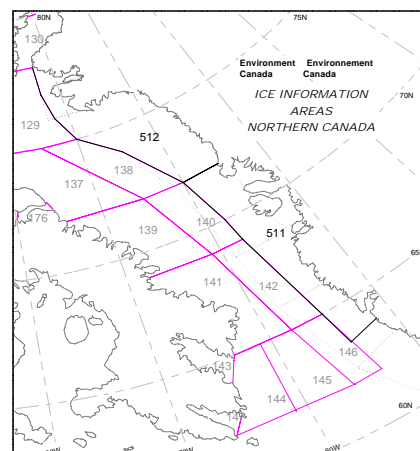 80N
75N
130
Environment Environnement
Canada Canada
ICE INFORMATION
AREAS
NORTHERN CANADA
70N
129
512
138
137
176
139
140
511
141
142
65N
143
146
145
144
60N